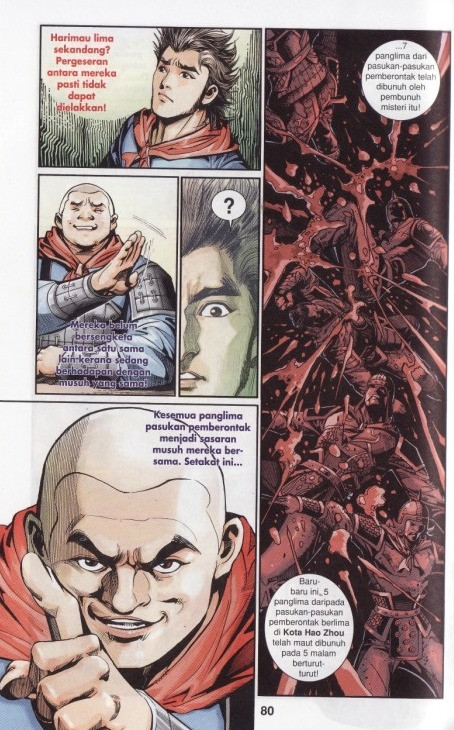 Harimau lima
sekandang?
Pergeseran
antara mereka
pasti tidak
dapat
dielakkan!
?
Mereka belum
bersengketa
antara satu sama
lain kerana sedang
berhadapan dengan
musuh yang sama!
Kesemua panglima
pasukan pemberontak
menjadi sasaran
musuh mereka ber-
sama. Setakat ini...
...7
panglima dari
pasukan-pasukan
pemberontak telah
dibunuh oleh
pembunuh
misteri itu!
Baru-
baru ini, 5
panglima daripada
pasukan-pasukan
pemberontak berlima
di Kota Hao Zhou
telah maut dibunuh
pada 5 malam
berturut-
turut!
80